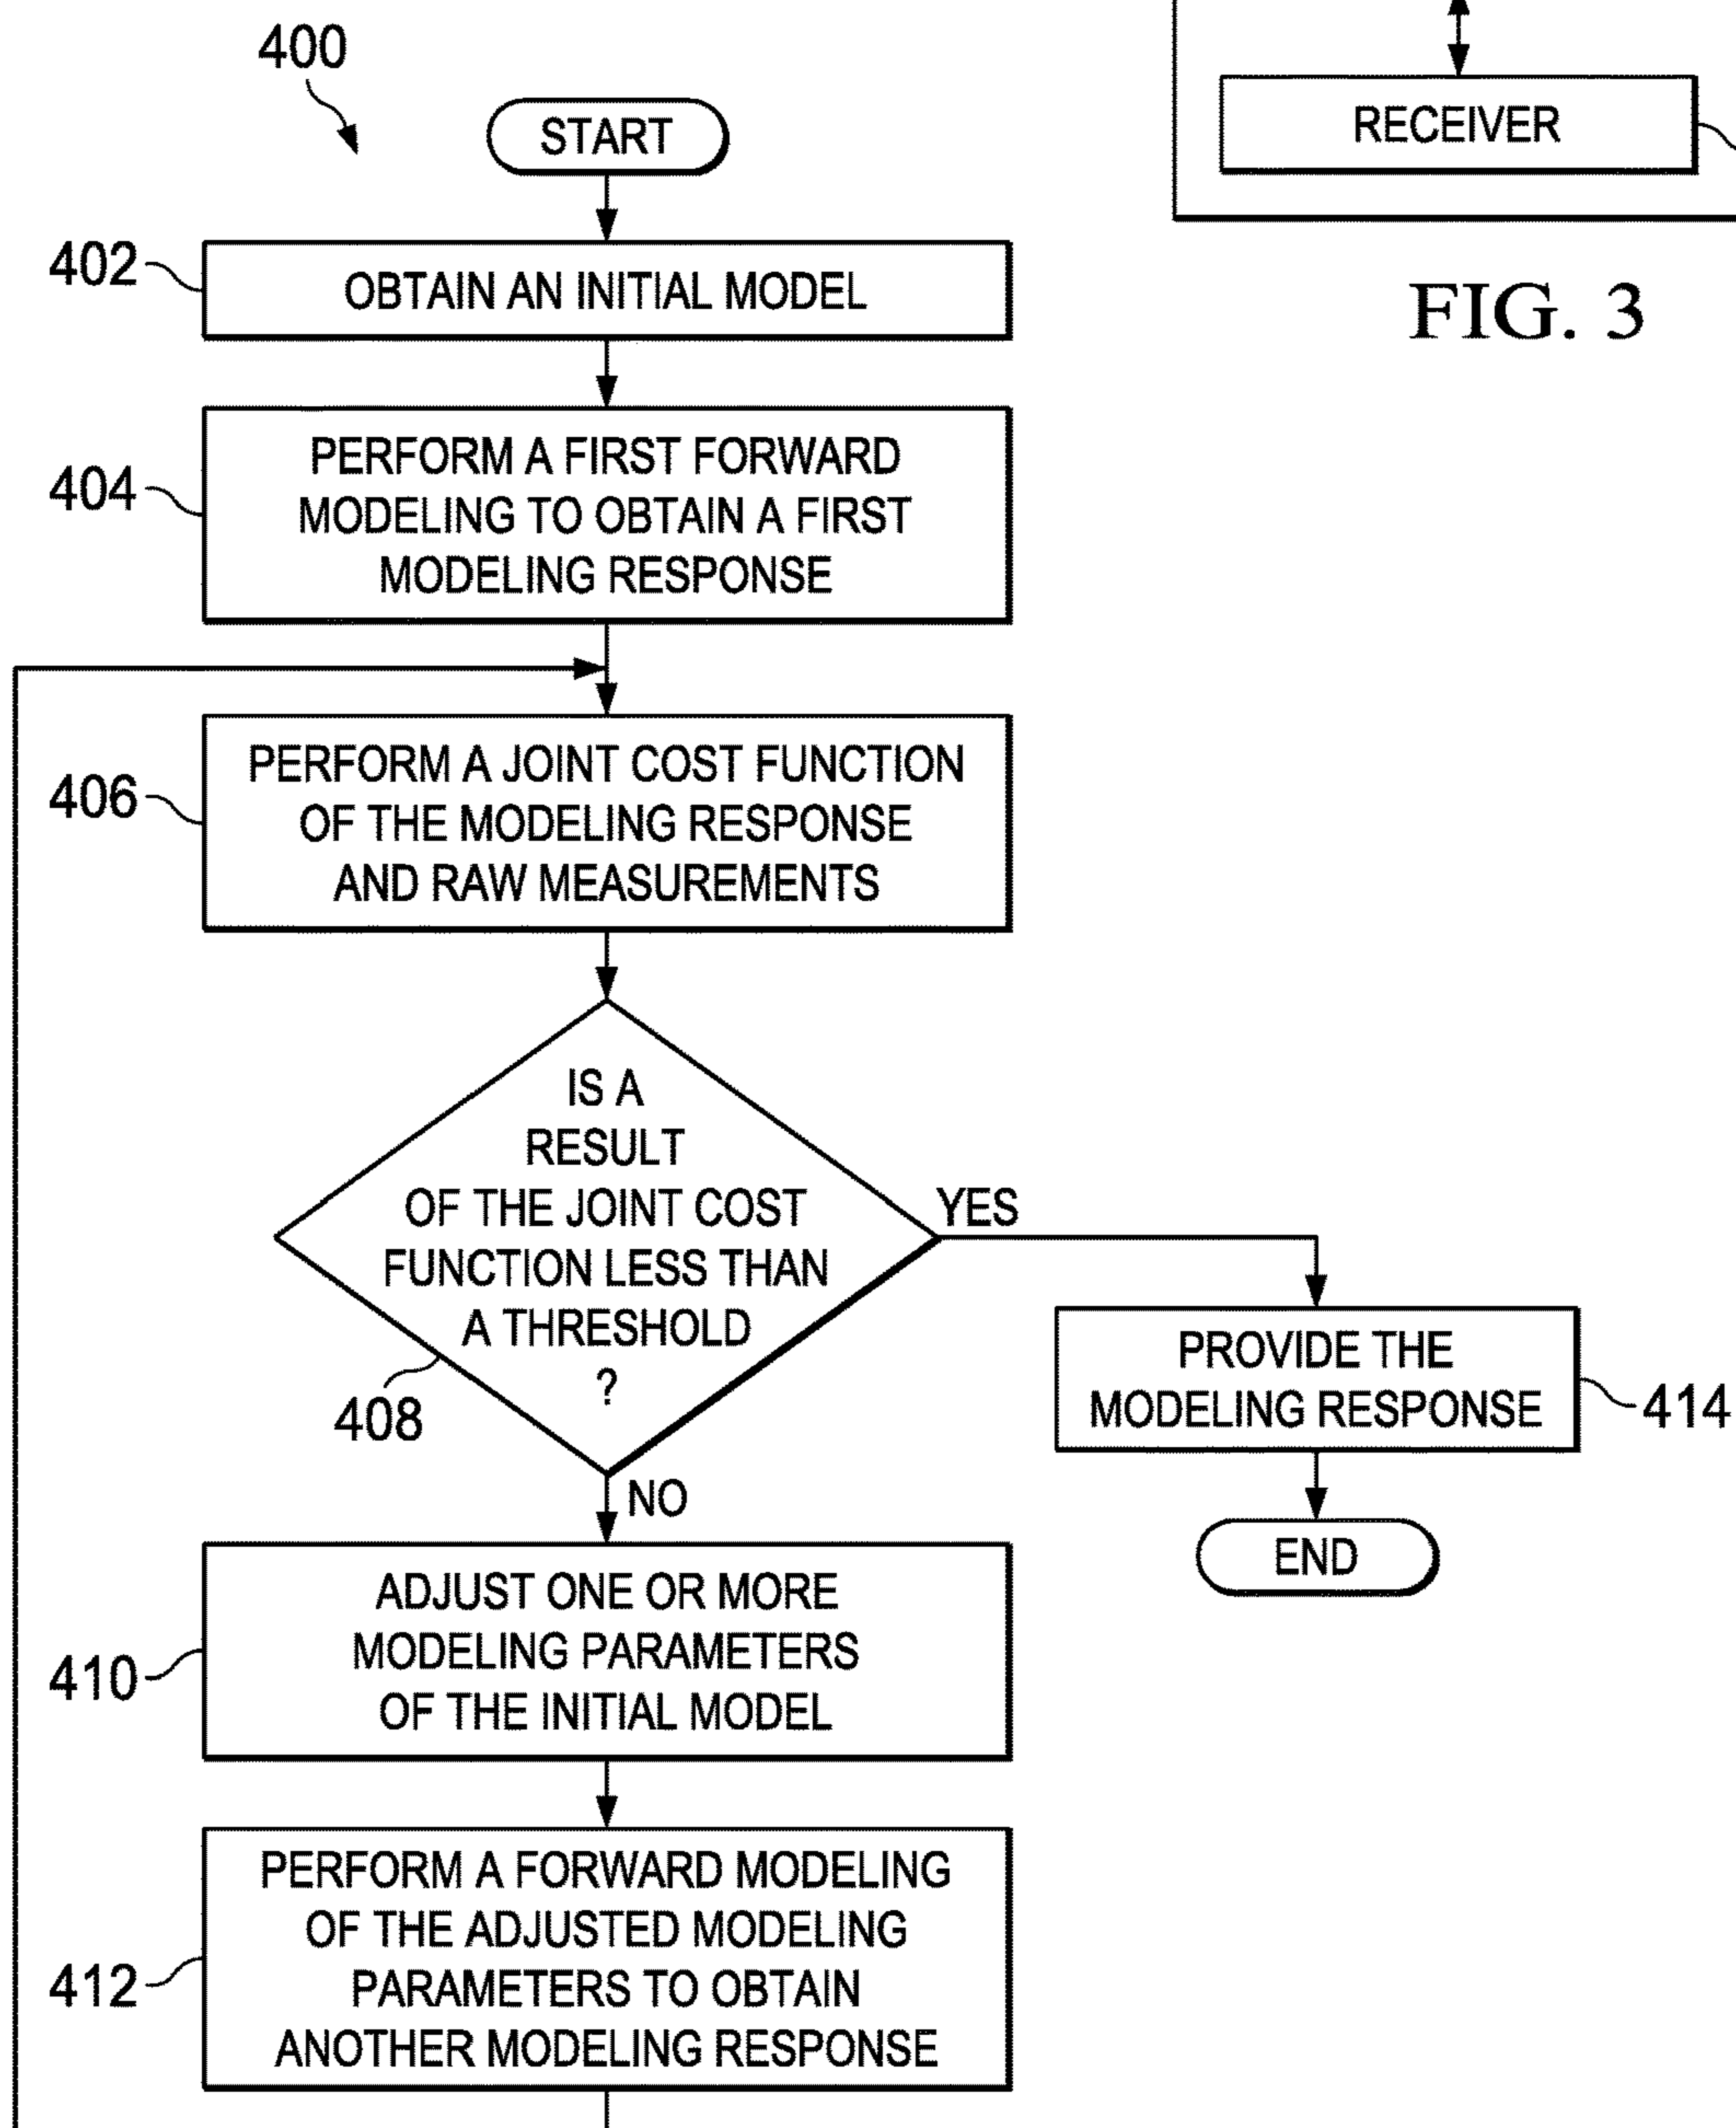 400
START
402
OBTAIN AN INITIAL MODEL
404
PERFORM A FIRST FORWARD
MODELING TO OBTAIN A FIRST
MODELING RESPONSE
406
PERFORM A JOINT COST FUNCTION
OF THE MODELING RESPONSE
AND RAW MEASUREMENTS
IS A
RESULT
OF THE JOINT COST
FUNCTION LESS THAN
A THRESHOLD
?
408
YES
PROVIDE THE
MODELING RESPONSE
414
END
NO
410
ADJUST ONE OR MORE
MODELING PARAMETERS
OF THE INITIAL MODEL
412
PERFORM A FORWARD MODELING
OF THE ADJUSTED MODELING
PARAMETERS TO OBTAIN
ANOTHER MODELING RESPONSE
RECEIVER
FIG. 3